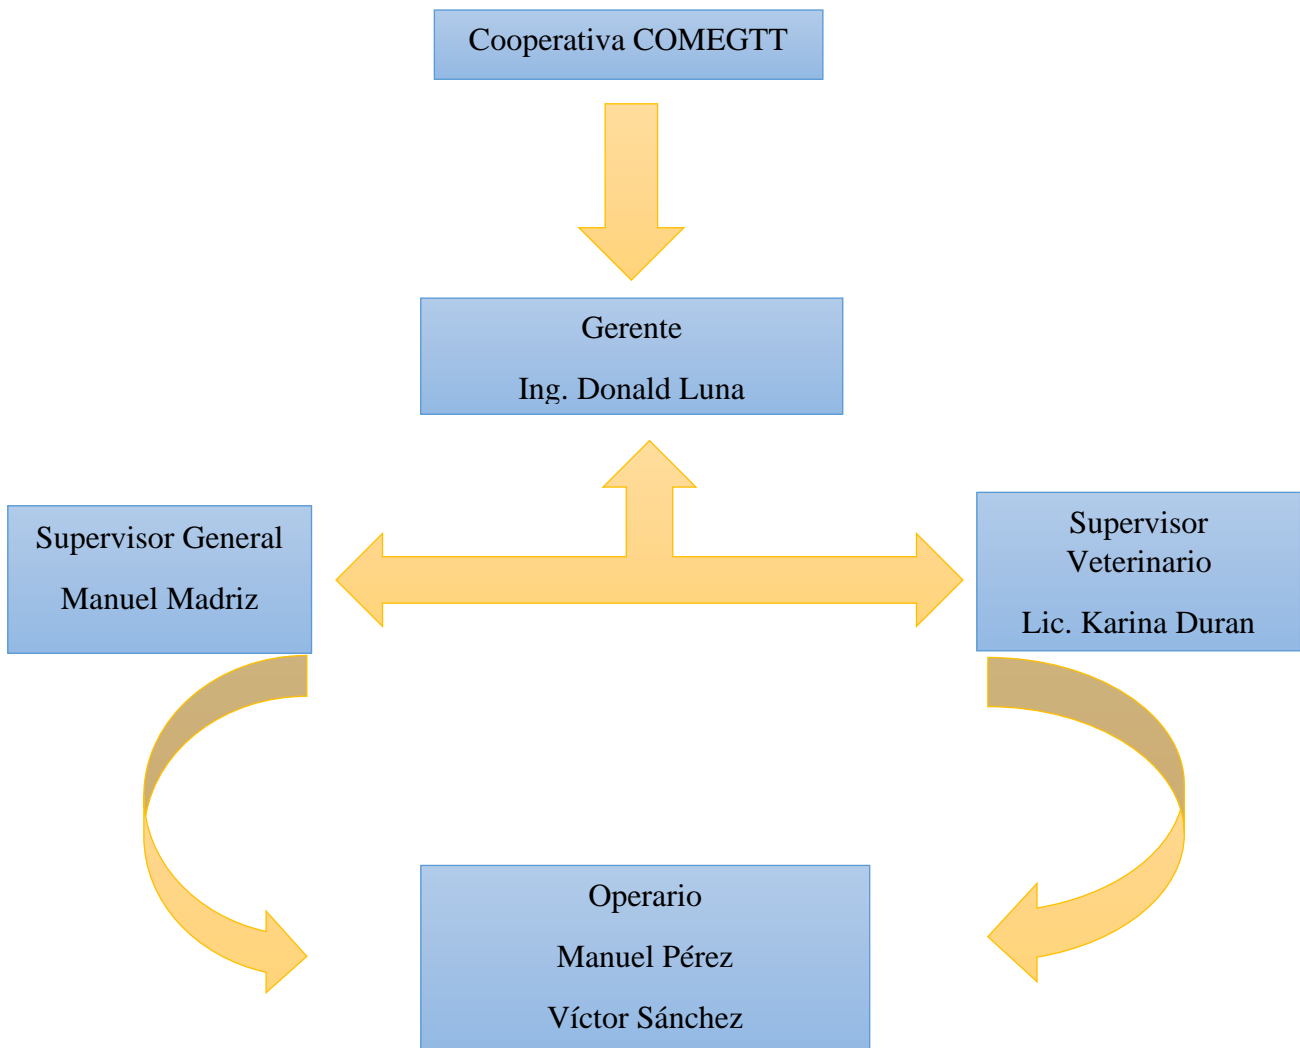 Cooperativa COMEGTT
Gerente
Ing. Donald Luna
Supervisor General
Manuel Madriz
Supervisor
Veterinario
Lic. Karina Duran
Operario
Manuel Pérez
Víctor Sánchez